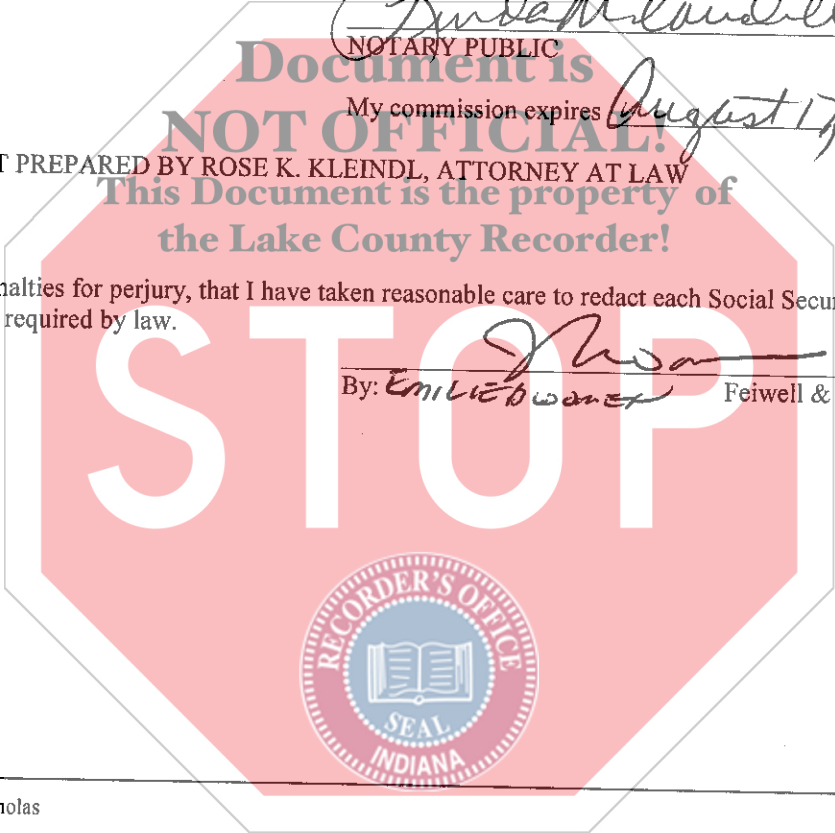 NOTARY PUBLIC
Document is
My commission expires August 17,
NOT OFFICIAL!
T PREPARED BY ROSE K. KLEINDL, ATTORNEY AT LAW
This Document is the property of
the Lake County Recorder!
nalties for perjury, that I have taken reasonable care to redact each Social Secur
required by law.
STOP
By: Feiwell &
RECORDER'S OFFICE
SEAL
INDIANA
holas